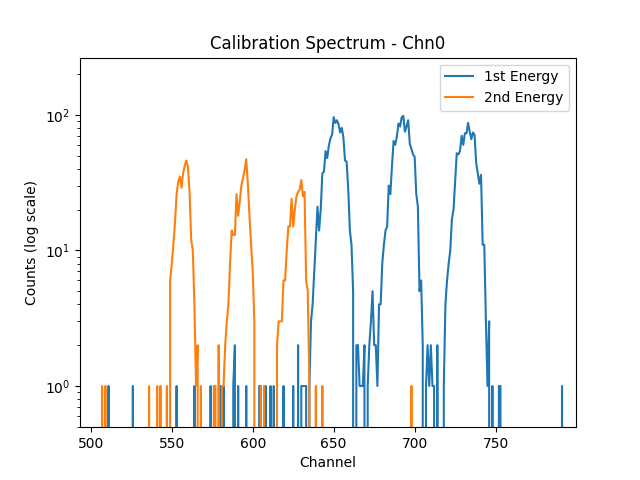 Calibration Spectrum - Chn0
1st Energy
2nd Energy
Counts (log scale)
10²
10¹
10⁰
500 550 600 650 700 750
Channel